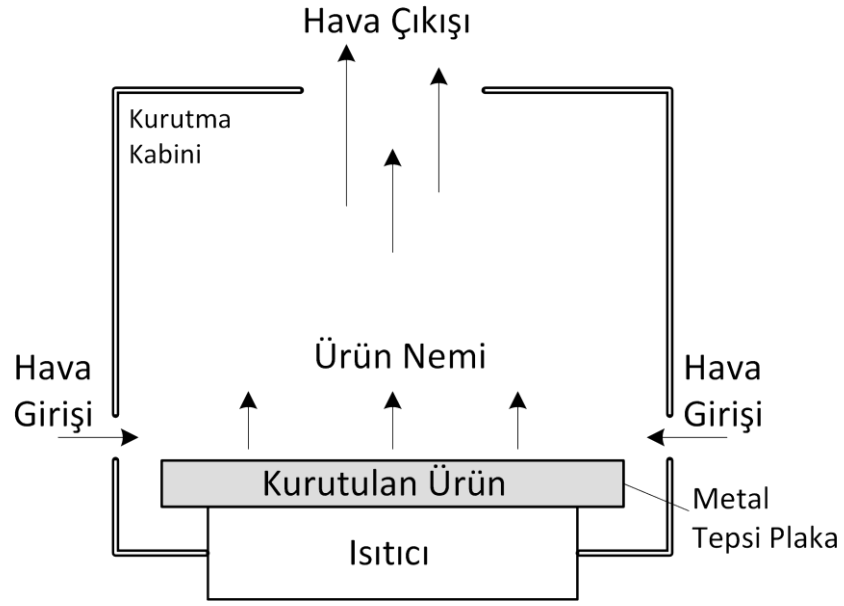 Hava Çıkışı
Kurutma
Kabini
Ürün Nemi
Hava
Girişi
Hava
Girişi
Kurutulan Ürün
Metal
Tepsi Plaka
Isıtıcı